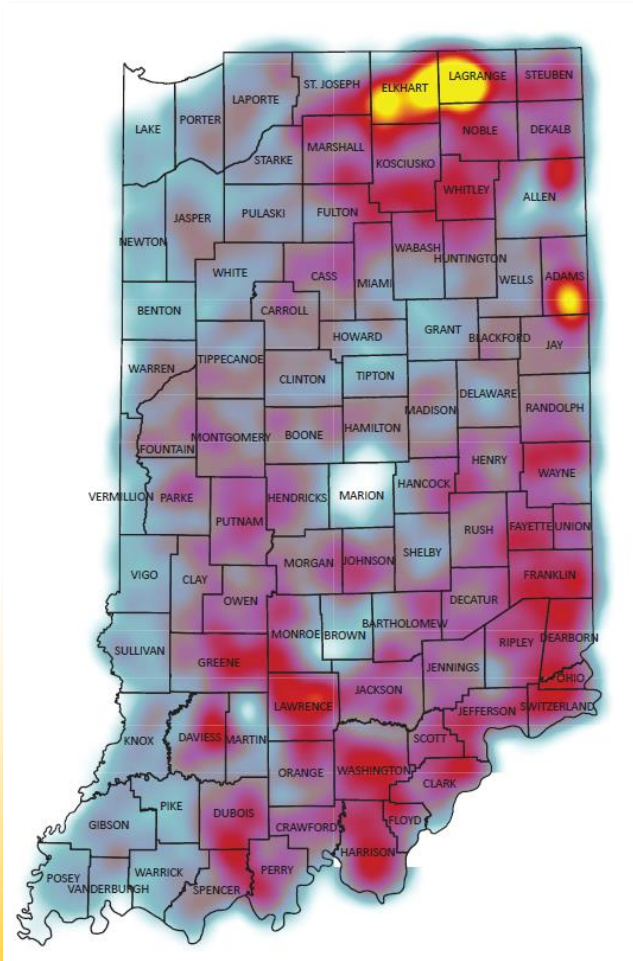 ST. JOSEPH
ELKHART
LAGRANGE
STEUBEN
LAPORTE
LAKE
PORTER
NOBLE
DEKALB
STARKE
MARSHALL
KOSCIUSKO
WHITLEY
ALLEN
NEWTON
JASPER
PULASKI
FULTON
WABASH
HUNTINGTON
WHITE
CASS
MIAMI
WELLS
ADAMS
BENTON
CARROLL
HOWARD
GRANT
BLACKFORD
JAY
WARREN
TIPPECANOE
CLINTON
TIPTON
MADISON
DELAWARE
RANDOLPH
FOUNTAIN
MONTGOMERY
BOONE
HAMILTON
HENRY
WAYNE
VERMILLION
PARKE
PUTNAM
HENDRICKS
MARION
HANCOCK
RUSH
FAYETTE
UNION
VIGO
CLAY
OWEN
MORGAN
JOHNSON
SHELBY
DECATUR
FRANKLIN
SULLIVAN
GREENE
MONROE
BROWN
BARTHOLOMEW
JENNINGS
RIPLEY
DEARBORN
OHIO
KNOX
DAVIESS
MARTIN
LAWRENCE
JACKSON
JEFFERSON
SWITZERLAND
SCOTT
ORANGE
WASHINGTON
CLARK
GIBSON
PIKE
DUBOIS
CRAWFORD
FLOYD
HARRISON
POSEY
VANDERBURGH
WARRICK
SPENCER
PERRY